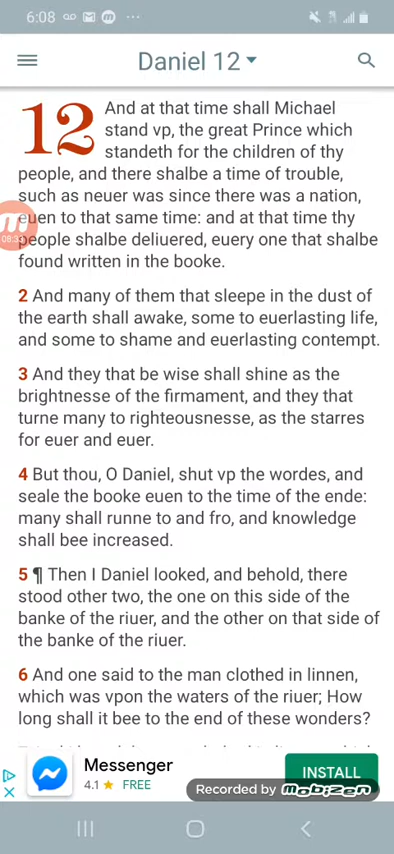 6:08
Daniel 12
12 And at that time shall Michael
stand vp, the great Prince which
standeth for the children of thy
people, and there shalbe a time of trouble,
such as neuer was since there was a nation,
euen to that same time: and at that time thy
people shalbe deliuered, euery one that shalbe
found written in the booke.
2 And many of them that sleepe in the dust of
the earth shall awake, some to euerlasting life,
and some to shame and euerlasting contempt.
3 And they that be wise shall shine as the
brightnesse of the firmament, and they that
turne many to righteousnesse, as the starres
for euer and euer.
4 But thou, O Daniel, shut vp the wordes, and
seale the booke euen to the time of the ende:
many shall runne to and fro, and knowledge
shall bee increased.
5 ¶ Then I Daniel looked, and behold, there
stood other two, the one on this side of the
banke of the riuer, and the other on that side of
the banke of the riuer.
6 And one said to the man clothed in linnen,
which was vpon the waters of the riuer; How
long shall it bee to the end of these wonders?
Messenger
4.1 ★ FREE
INSTALL
Recorded by mobizen